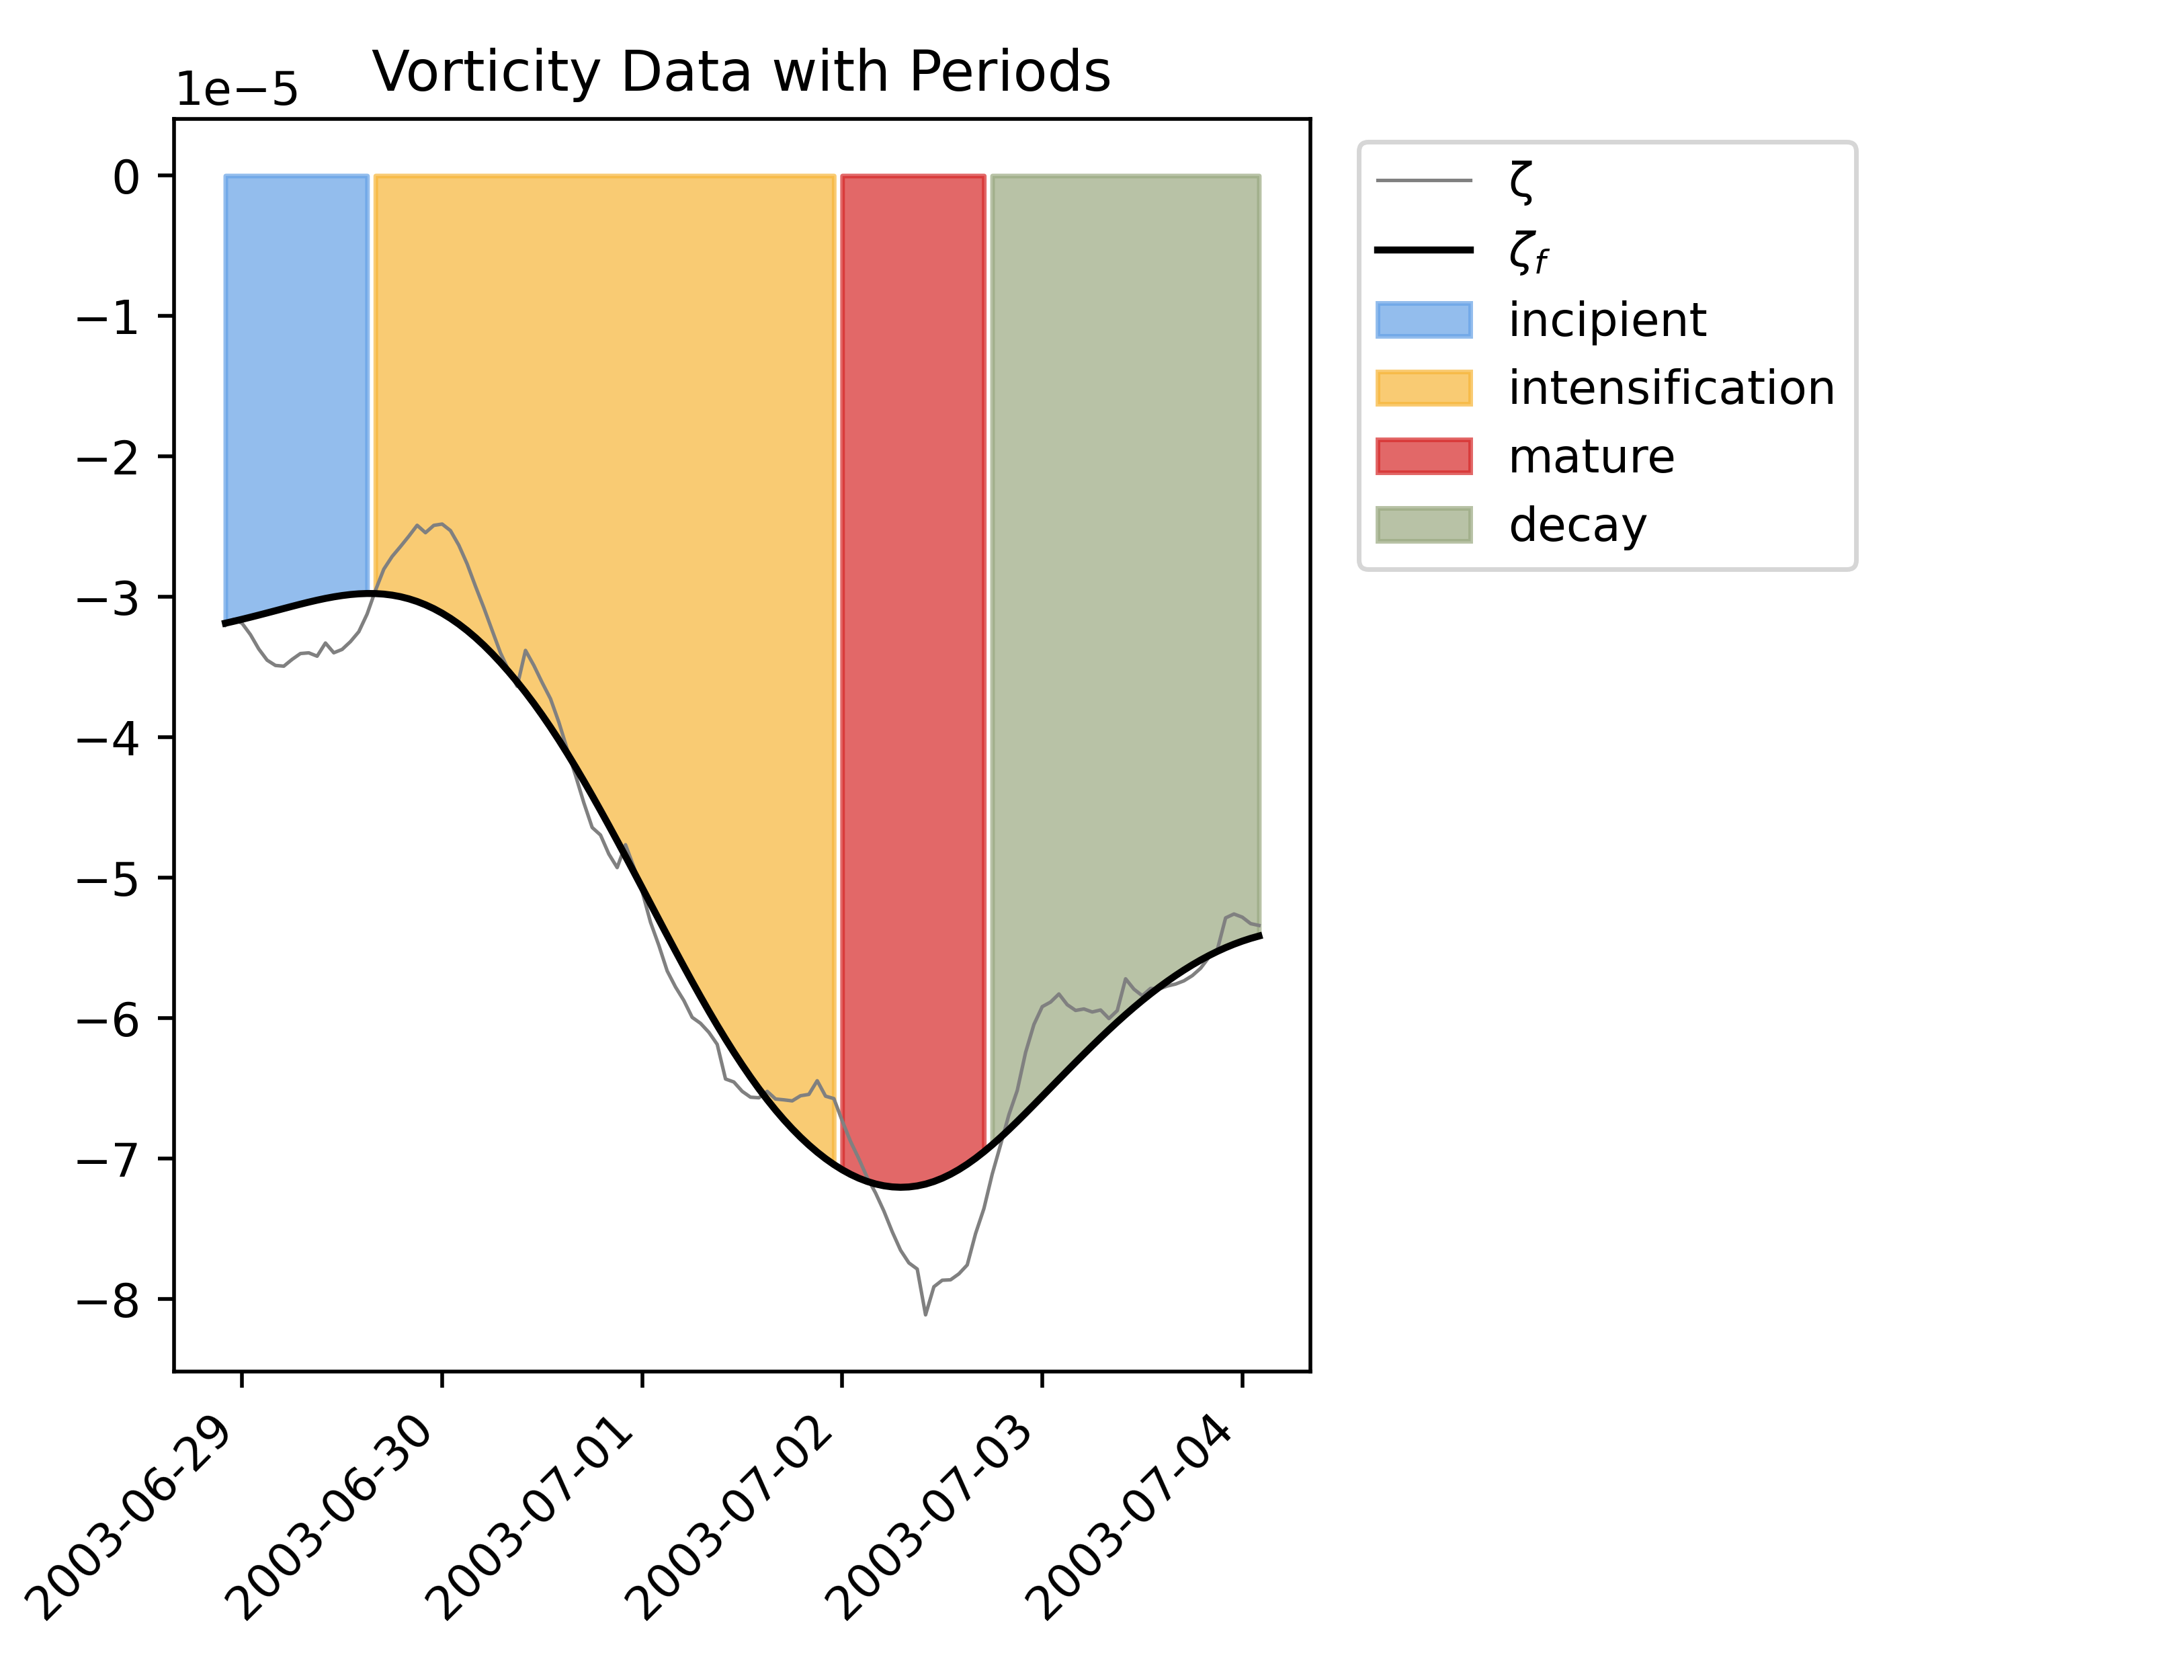 Vorticity Data with Periods
1e−5
0
−1
−2
−3
−4
−5
−6
−7
−8
2003-06-29
2003-06-30
2003-07-01
2003-07-02
2003-07-03
2003-07-04
ζ
ζf
incipient
intensification
mature
decay